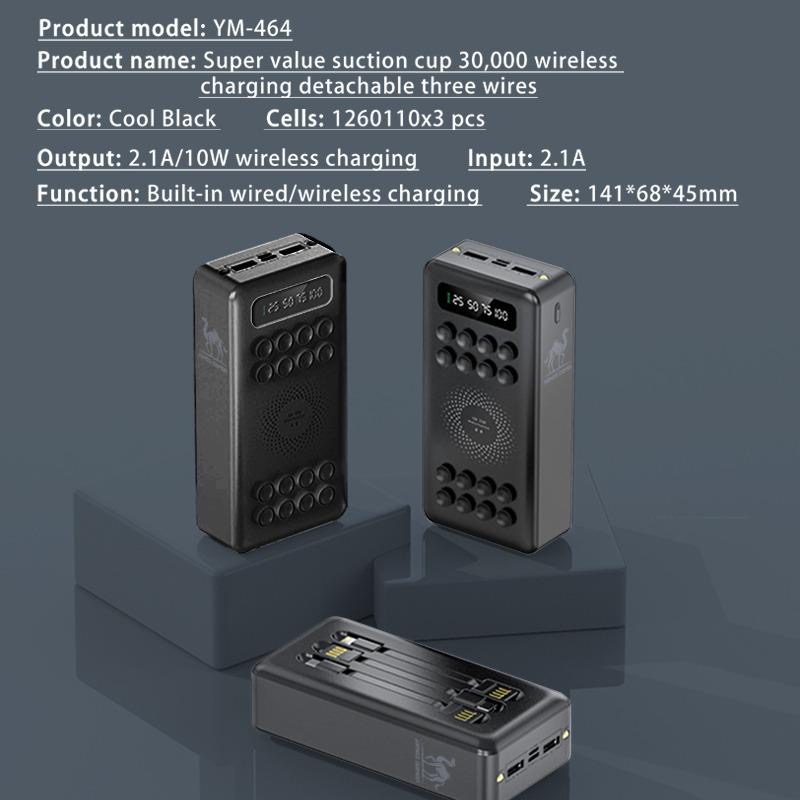 Product model: YM-464
Product name: Super value suction cup 30,000 wireless
charging detachable three wires
Color: Cool Black Cells: 1260110x3 pcs
Output: 2.1A/10W wireless charging Input: 2.1A
Function: Built-in wired/wireless charging Size: 141*68*45mm
25 50 75 100
25 50 75 100